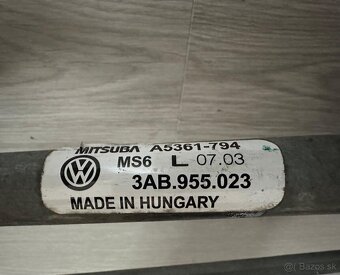 MITSUBA A5361-794
MS6 L 07.03
3AB.955.023
MADE IN HUNGARY
© Bazos.sk